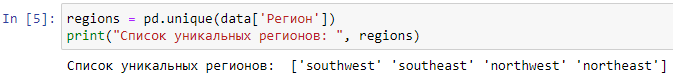 In [5]: regions = pd.unique(data['Регион'])
print("Список уникальных регионов: ", regions)
Список уникальных регионов:  ['southwest' 'southeast' 'northwest' 'northeast']